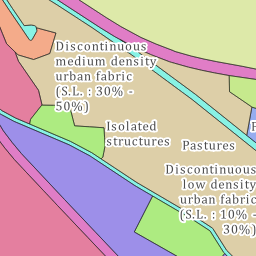 Discontinuous
medium density
urban fabric
(S.L. : 30% -
50%)
Isolated
structures
Pastures
Discontinuous
low density
urban fabric
(S.L. : 10% -
30%)